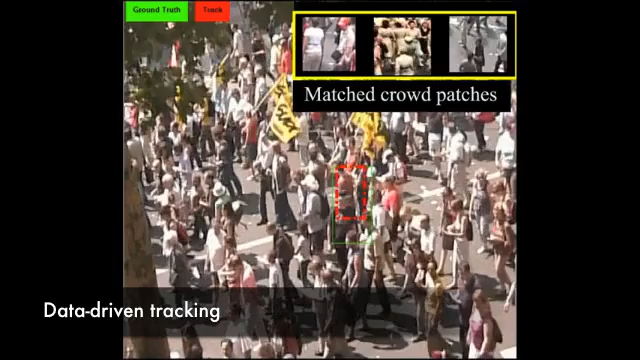 Ground Truth
Track
Matched crowd patches
Data-driven tracking